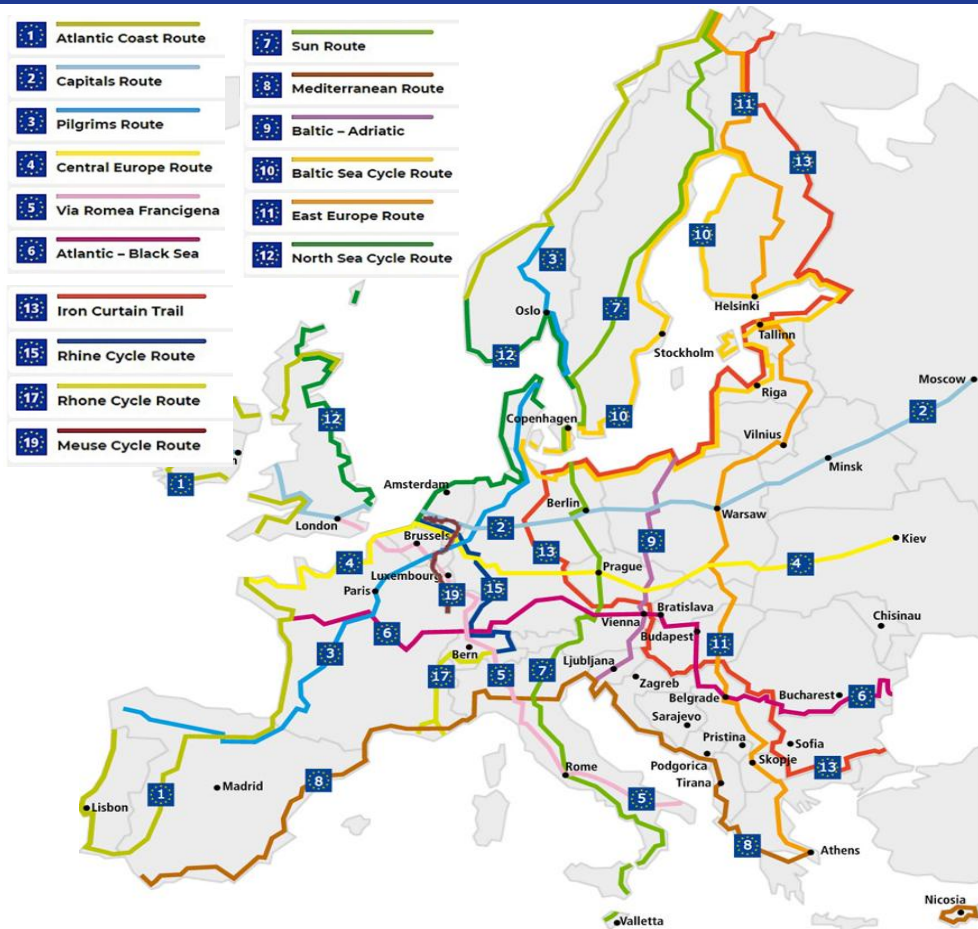 1 Atlantic Coast Route
2 Capitals Route
3 Pilgrims Route
4 Central Europe Route
5 Via Romea Francigena
6 Atlantic – Black Sea
13 Iron Curtain Trail
15 Rhine Cycle Route
17 Rhone Cycle Route
19 Meuse Cycle Route
7 Sun Route
8 Mediterranean Route
9 Baltic – Adriatic
10 Baltic Sea Cycle Route
11 East Europe Route
12 North Sea Cycle Route
11
13
3
10
Oslo
7
Helsinki
Tallinn
12
Stockholm
Moscow
Riga
2
12
Copenhagen
10
Vilnius
n
Minsk
1
Amsterdam
Berlin
London
2
Warsaw
Brussels
Kiev
13
9
4
4
Prague
Luxembourg
15
Paris
19
Vienna
Bratislava
Chisinau
6
Budapest
3
Bern
11
Ljubljana
17
5
7
Zagreb
Belgrade
Bucharest
6
Sarajevo
Pristina
Sofia
Podgorica
Skopje
13
Rome
Tirana
8
Madrid
1
Lisbon
5
8
Athens
Nicosia
Valletta